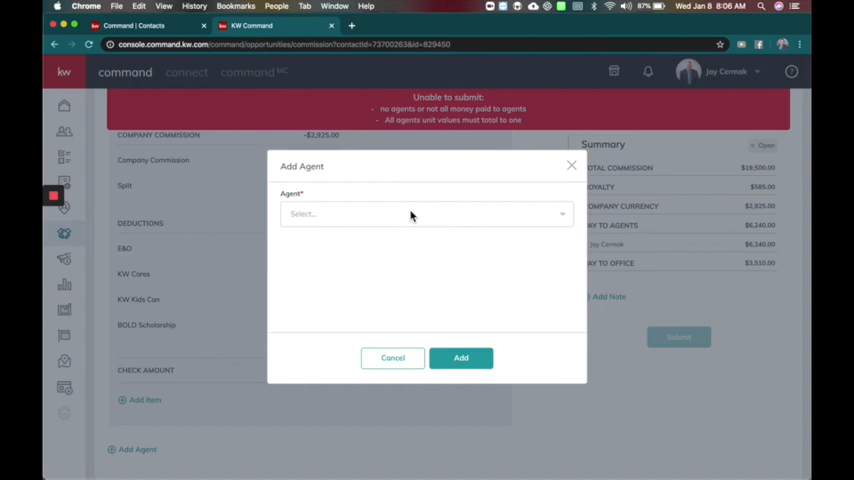 Chrome File Edit View History Bookmarks People Tab Window Help 87% Wed Jan 8 8:06 AM
Command | Contacts
KW Command
console.command.kw.com/command/opportunities/commission?contactId=73700263&id=829450
kw command connect command MC Jay Cermak
Unable to submit:
- no agents or not all money paid to agents
- All agents unit values must total to one
COMPANY COMMISSION -$2,925.00
Company Commission
Split
DEDUCTIONS
E&O
KW Cares
KW Kids Can
BOLD Scholorship
CHECK AMOUNT
Add Item
Add Agent
Add Agent
Agent*
Select...
Cancel Add
Summary
Open
TOTAL COMMISSION $19,500.00
ROYALTY $585.00
COMPANY CURRENCY $2,925.00
PAY TO AGENTS $6,240.00
Jay Cermak $6,240.00
PAY TO OFFICE $3,510.00
Add Note
Submit